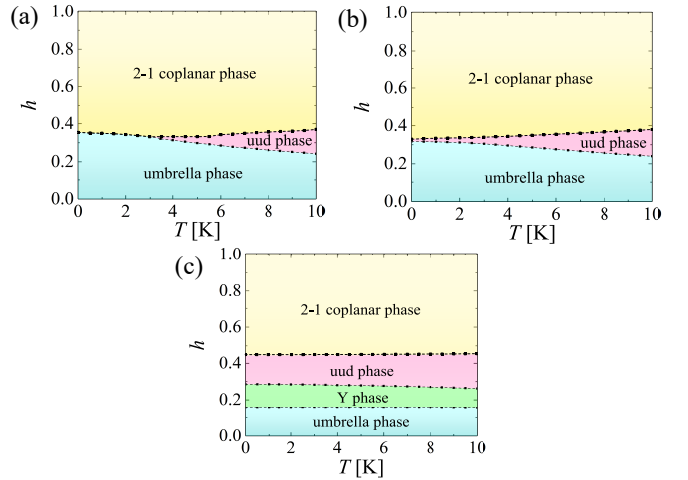 (a)
1.0
0.8
0.6
0.4
0.2
0.0
h
2-1 coplanar phase
uud phase
umbrella phase
0 2 4 6 8 10
T [K]
(b)
1.0
0.8
0.6
0.4
0.2
0.0
h
2-1 coplanar phase
uud phase
umbrella phase
0 2 4 6 8 10
T [K]
(c)
1.0
0.8
0.6
0.4
0.2
0.0
h
2-1 coplanar phase
uud phase
Y phase
umbrella phase
0 2 4 6 8 10
T [K]